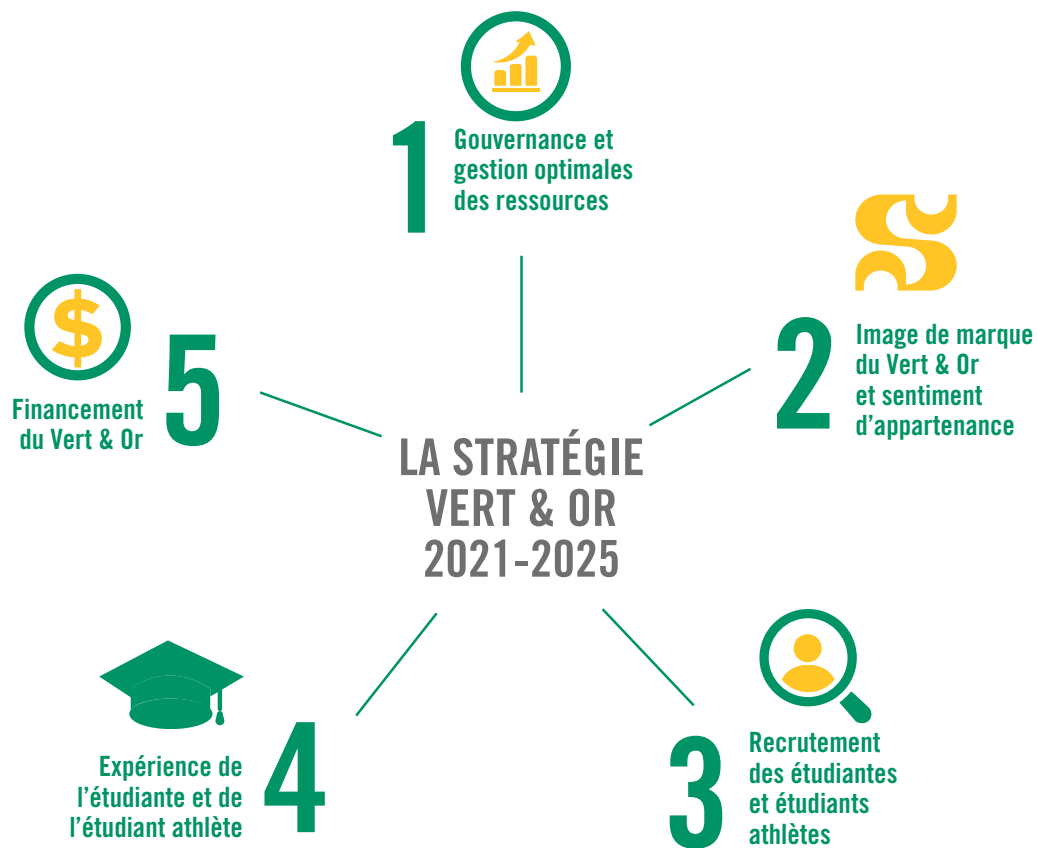 1
Gouvernance et
gestion optimales
des ressources
2
Image de marque
du Vert & Or
et sentiment
d’appartenance
3
Recrutement
des étudiantes
et étudiants
athlètes
4
Expérience de
l’étudiante et de
l’étudiant athlète
5
Financement
du Vert & Or
LA STRATÉGIE
VERT & OR
2021-2025